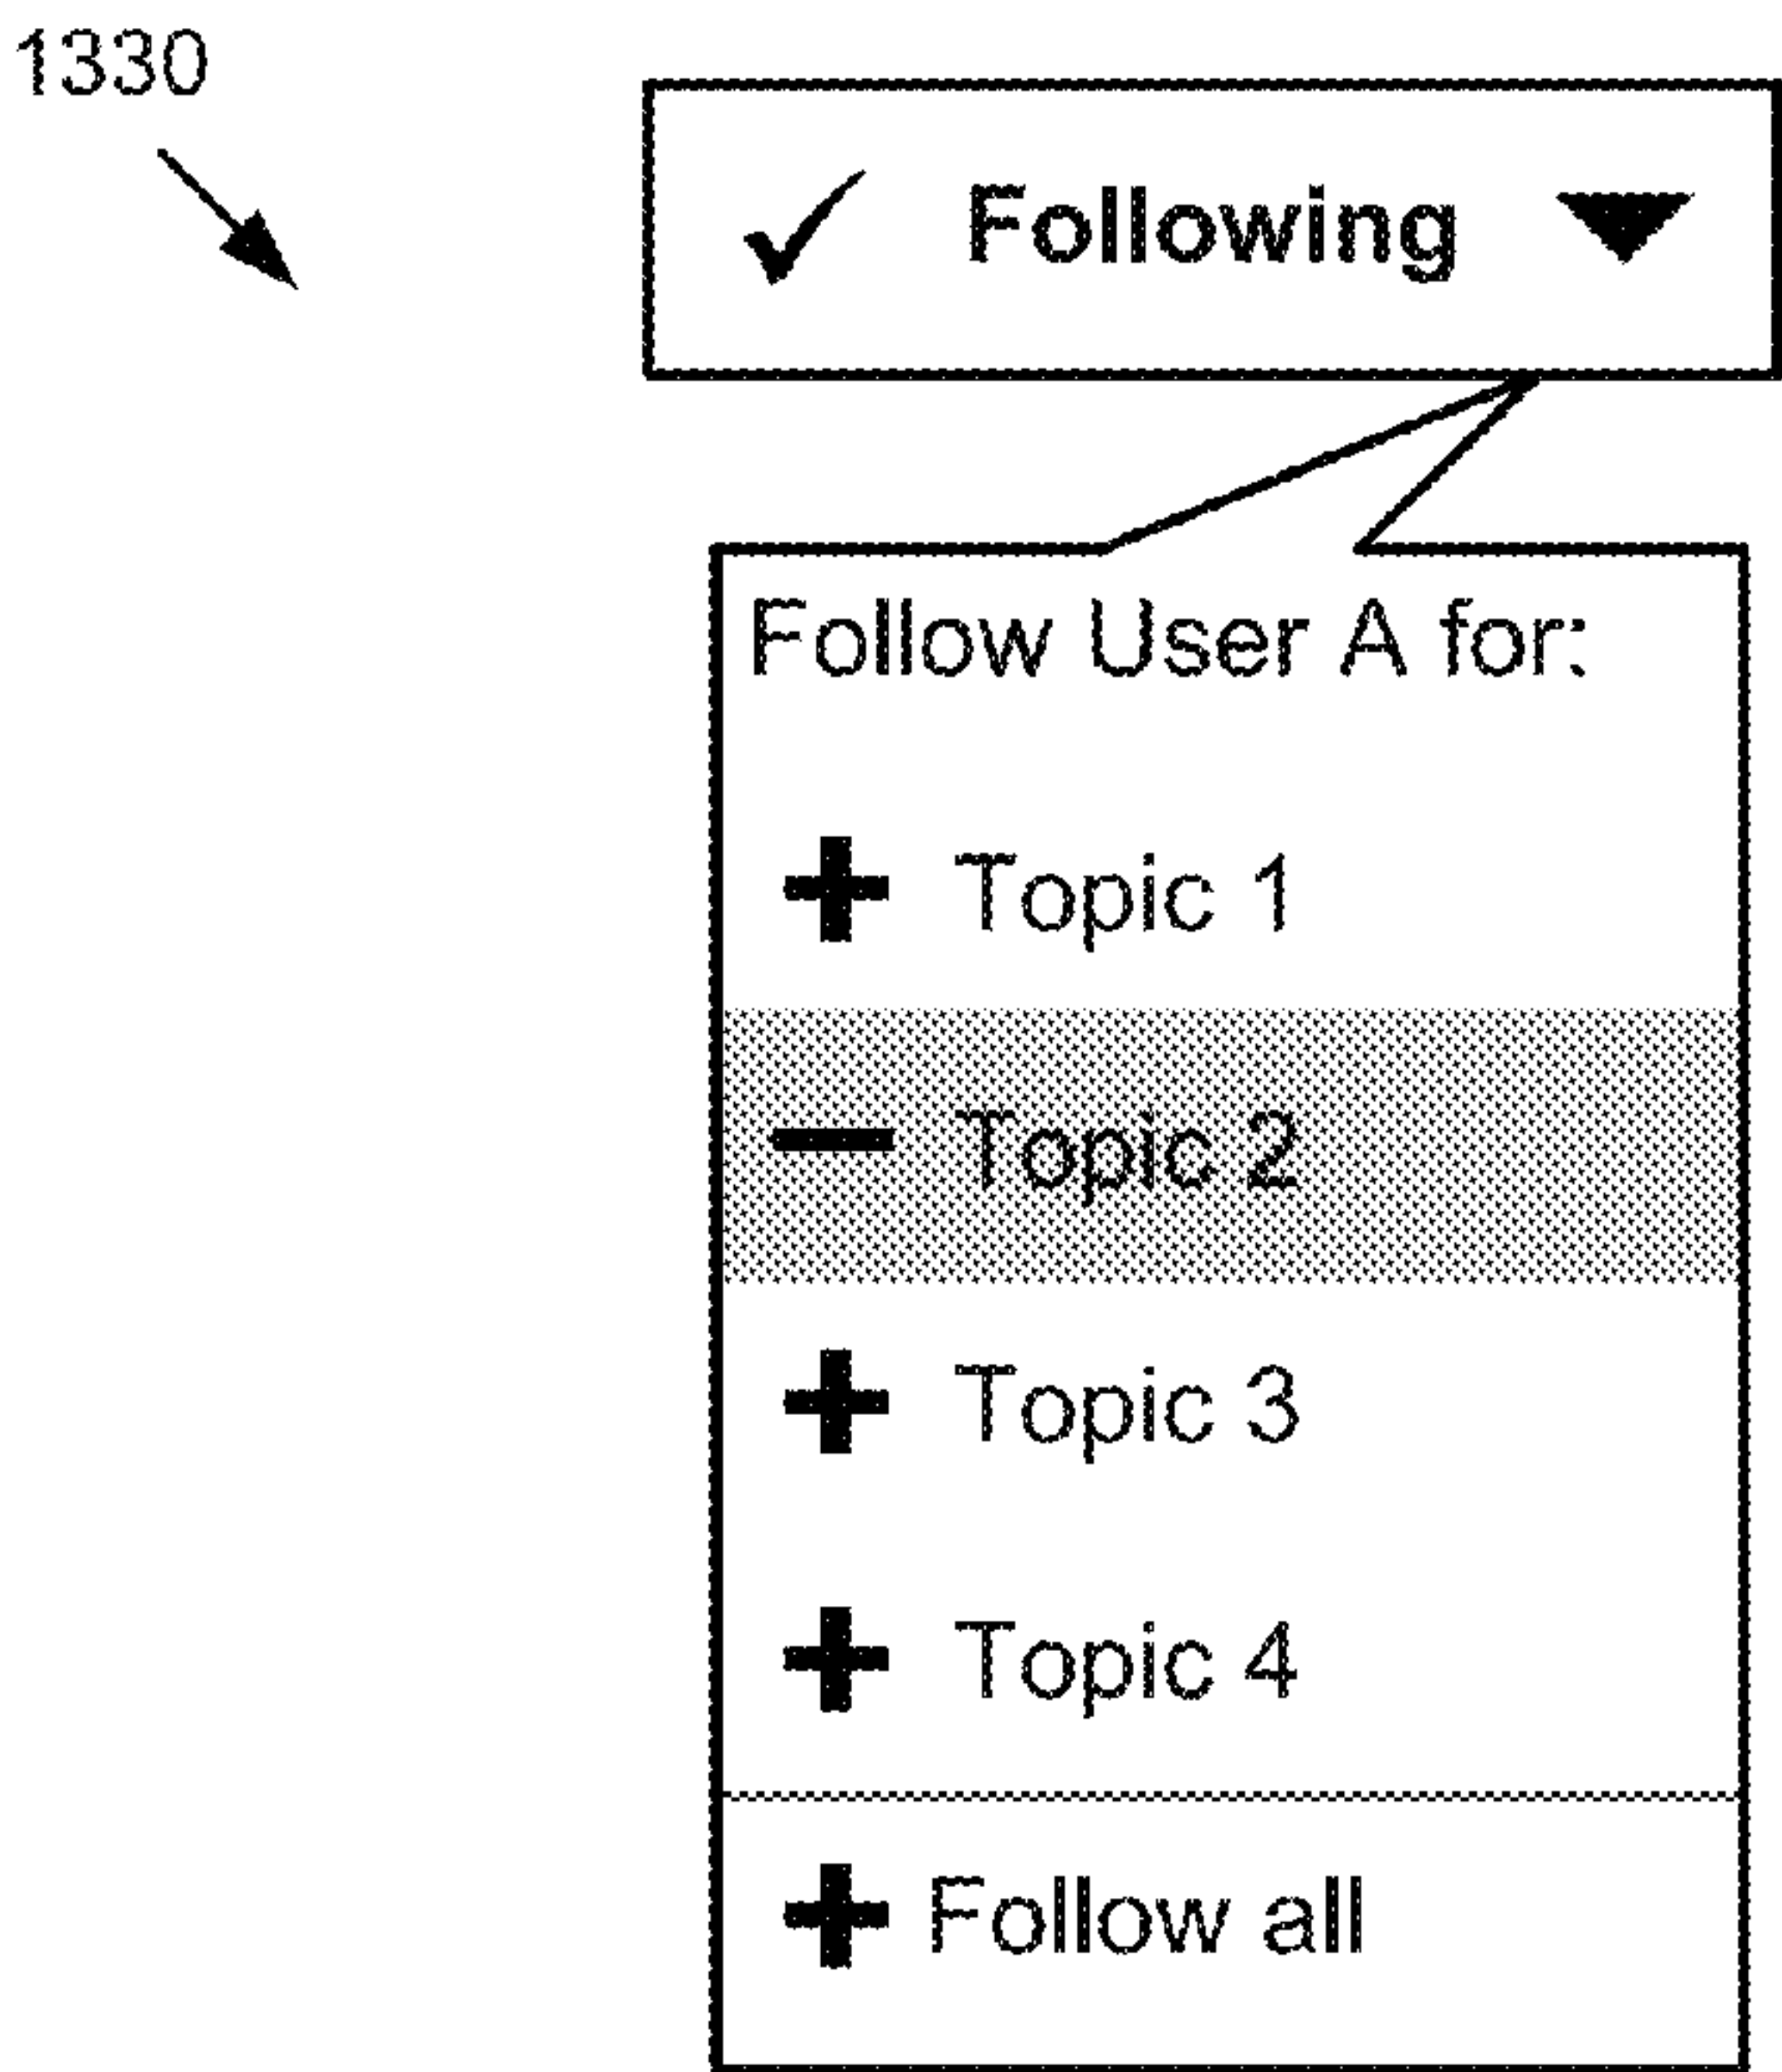 1330
✓ Following ▼
Follow User A for:
+ Topic 1
− Topic 2
+ Topic 3
+ Topic 4
+ Follow all